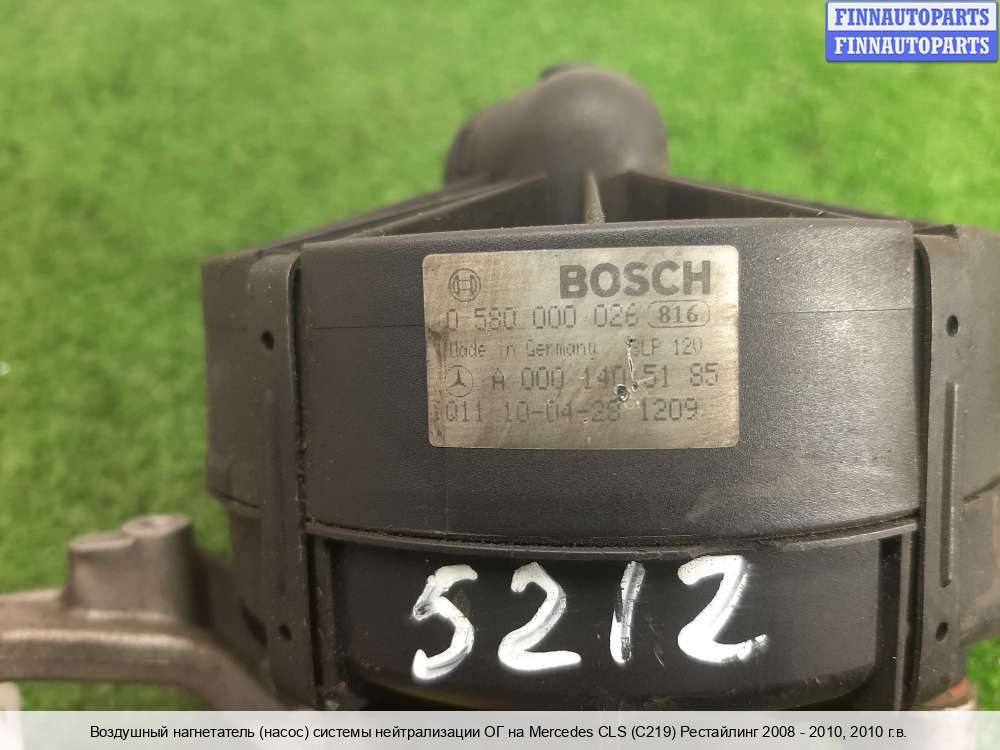 FINNAUTOPARTS
FINNAUTOPARTS
BOSCH
0 580 000 026 816
Made in Germany SLP 12V
A 000 140 51 85
Q11 10-04-28 1209
5212
Воздушный нагнетатель (насос) системы нейтрализации ОГ на Mercedes CLS (C219) Рестайлинг 2008 - 2010, 2010 г.в.